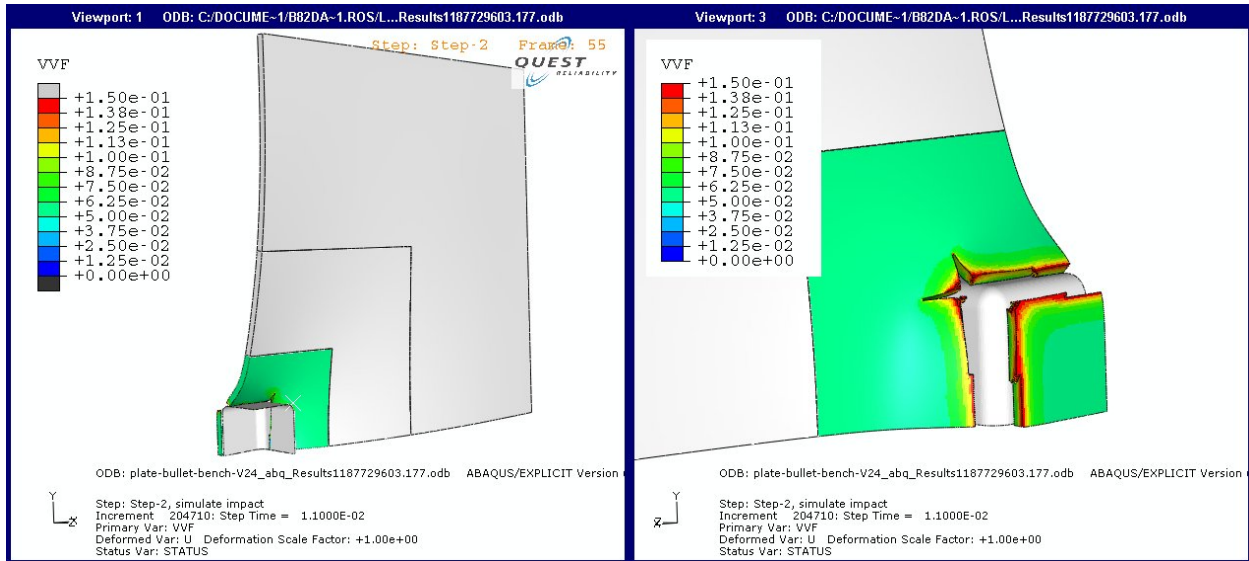 Viewport: 1 ODB: C:/DOCUME~1/B82DA~1.ROS/L...Results1187729603.177.odb
Step: Step-2 Frame: 55
QUEST
RELIABILITY
VVF
+1.50e-01
+1.38e-01
+1.25e-01
+1.13e-01
+1.00e-01
+8.75e-02
+7.50e-02
+6.25e-02
+5.00e-02
+3.75e-02
+2.50e-02
+1.25e-02
+0.00e+00
ODB: plate-bullet-bench-V24_abq_Results1187729603.177.odb ABAQUS/EXPLICIT Version
Y
Z
Step: Step-2, simulate impact
Increment 204710: Step Time = 1.1000E-02
Primary Var: VVF
Deformed Var: U Deformation Scale Factor: +1.00e+00
Status Var: STATUS
Viewport: 3 ODB: C:/DOCUME~1/B82DA~1.ROS/L...Results1187729603.177.odb
VVF
+1.50e-01
+1.38e-01
+1.25e-01
+1.13e-01
+1.00e-01
+8.75e-02
+7.50e-02
+6.25e-02
+5.00e-02
+3.75e-02
+2.50e-02
+1.25e-02
+0.00e+00
ODB: plate-bullet-bench-V24_abq_Results1187729603.177.odb ABAQUS/EXPLICIT Version
Y
Z
Step: Step-2, simulate impact
Increment 204710: Step Time = 1.1000E-02
Primary Var: VVF
Deformed Var: U Deformation Scale Factor: +1.00e+00
Status Var: STATUS